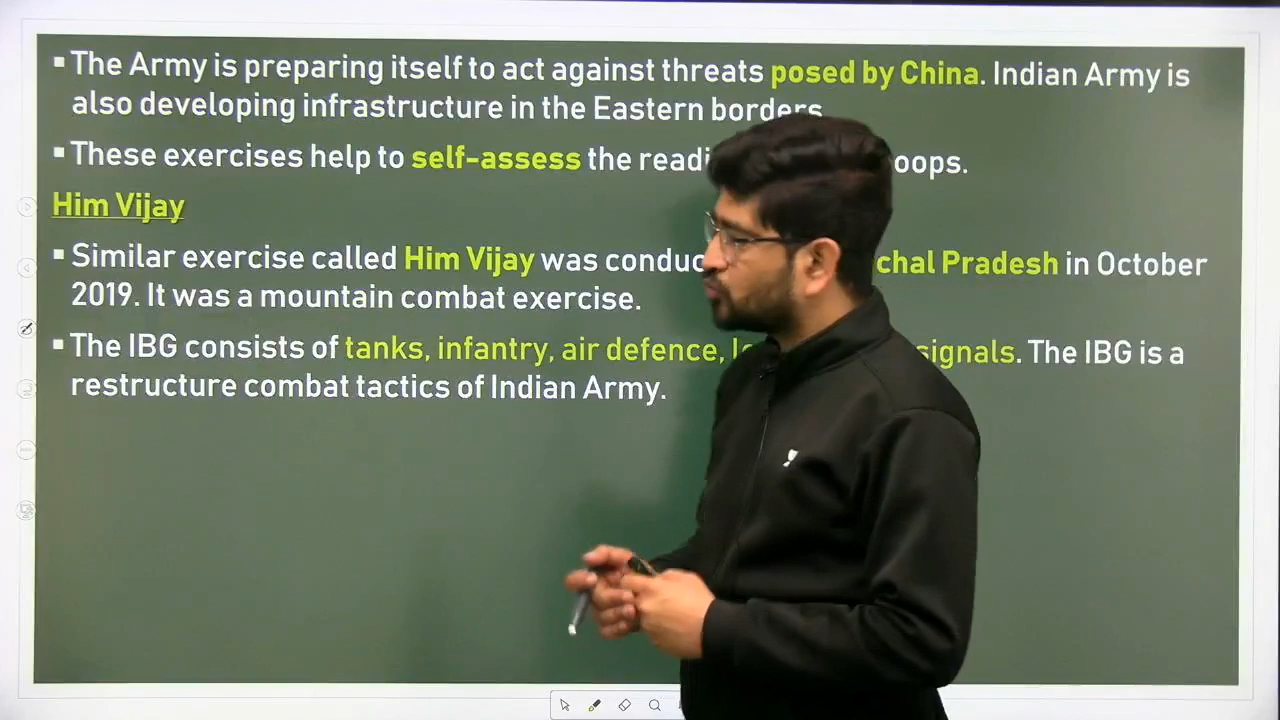 ▪ The Army is preparing itself to act against threats posed by China. Indian Army is
also developing infrastructure in the Eastern borders.
▪ These exercises help to self-assess the readi oops.
Him Vijay
▪ Similar exercise called Him Vijay was conduc chal Pradesh in October
2019. It was a mountain combat exercise.
▪ The IBG consists of tanks, infantry, air defence, signals. The IBG is a
restructure combat tactics of Indian Army.